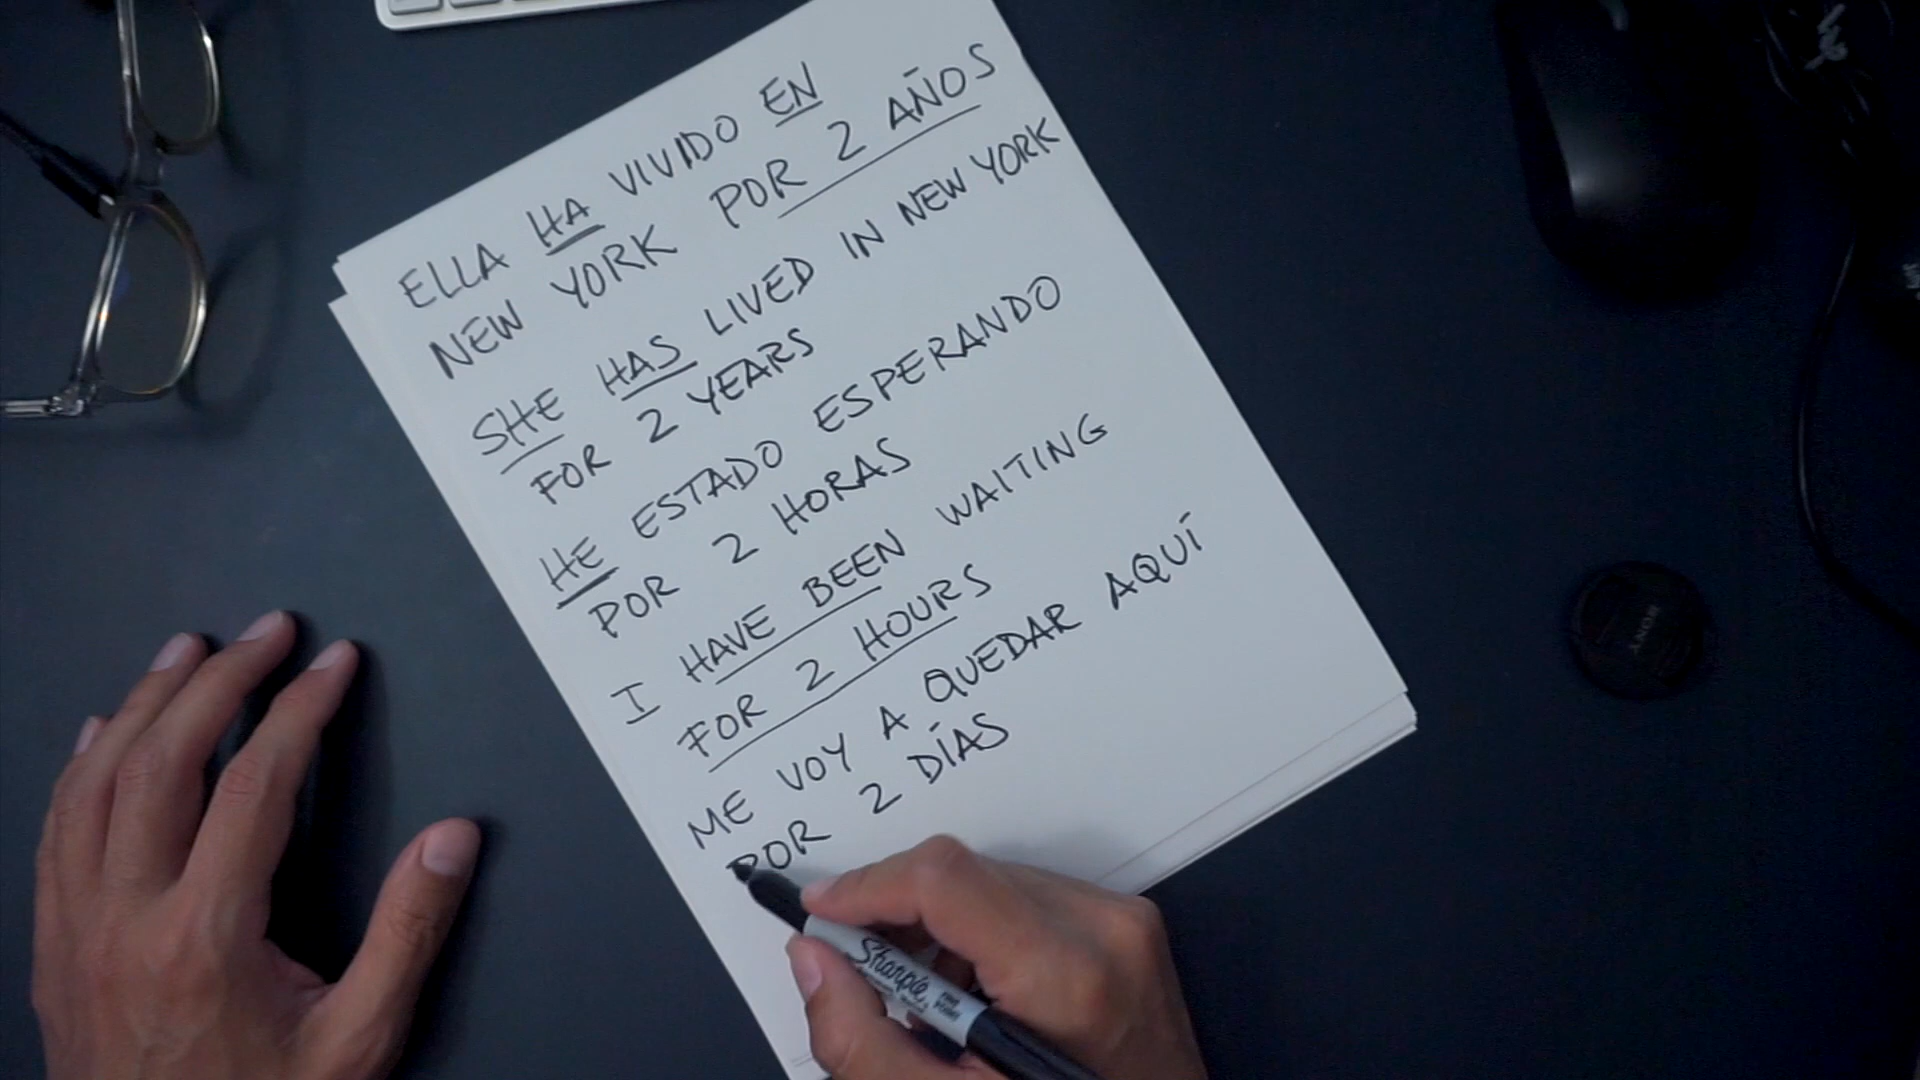 ELLA HA VIVIDO EN
NEW YORK POR 2 AÑOS
SHE HAS LIVED IN NEW YORK
FOR 2 YEARS
HE ESTADO ESPERANDO
POR 2 HORAS
I HAVE BEEN WAITING
FOR 2 HOURS
ME VOY A QUEDAR AQUÍ
POR 2 DÍAS
Sharpie
SONY